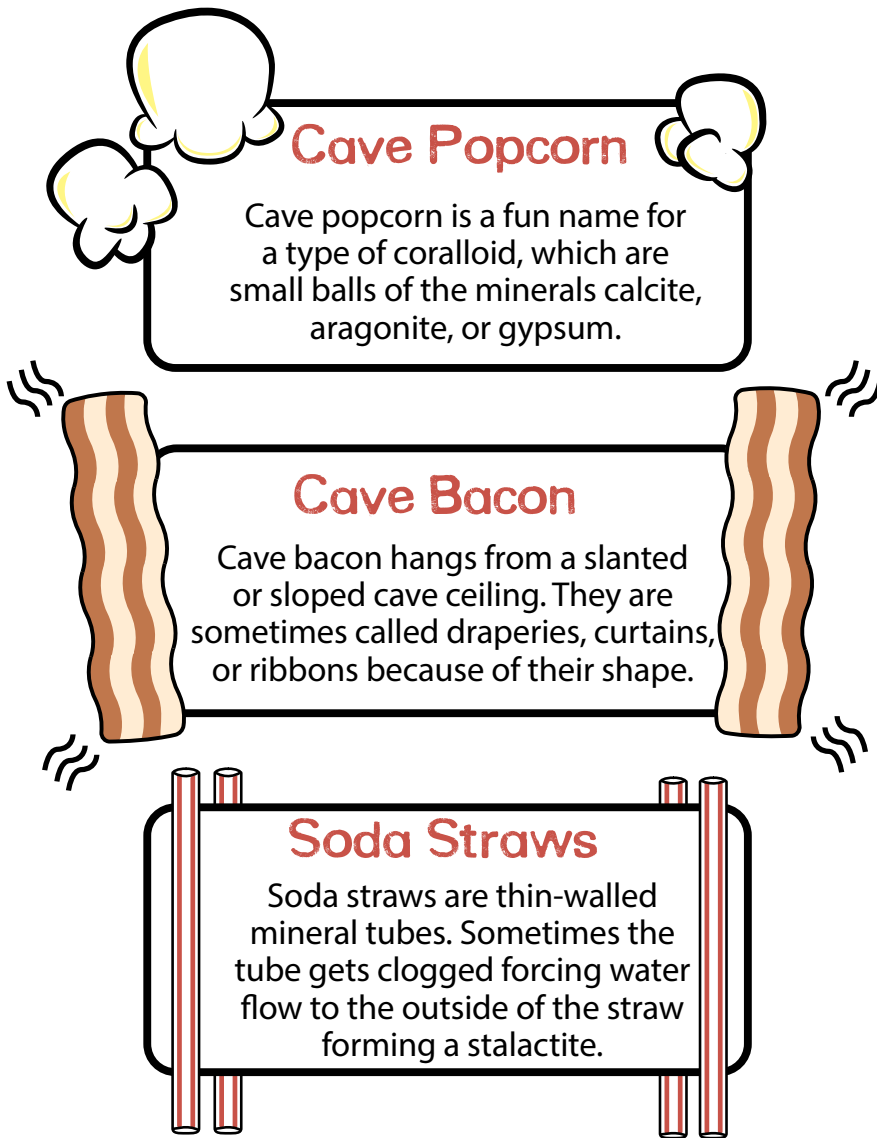 Cave Popcorn
Cave popcorn is a fun name for
a type of coralloid, which are
small balls of the minerals calcite,
aragonite, or gypsum.
Cave Bacon
Cave bacon hangs from a slanted
or sloped cave ceiling. They are
sometimes called draperies, curtains,
or ribbons because of their shape.
Soda Straws
Soda straws are thin-walled
mineral tubes. Sometimes the
tube gets clogged forcing water
flow to the outside of the straw
forming a stalactite.